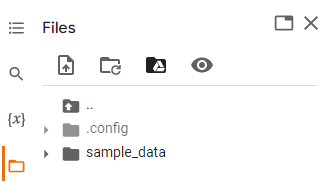 Files
{x}
..
.config
sample_data